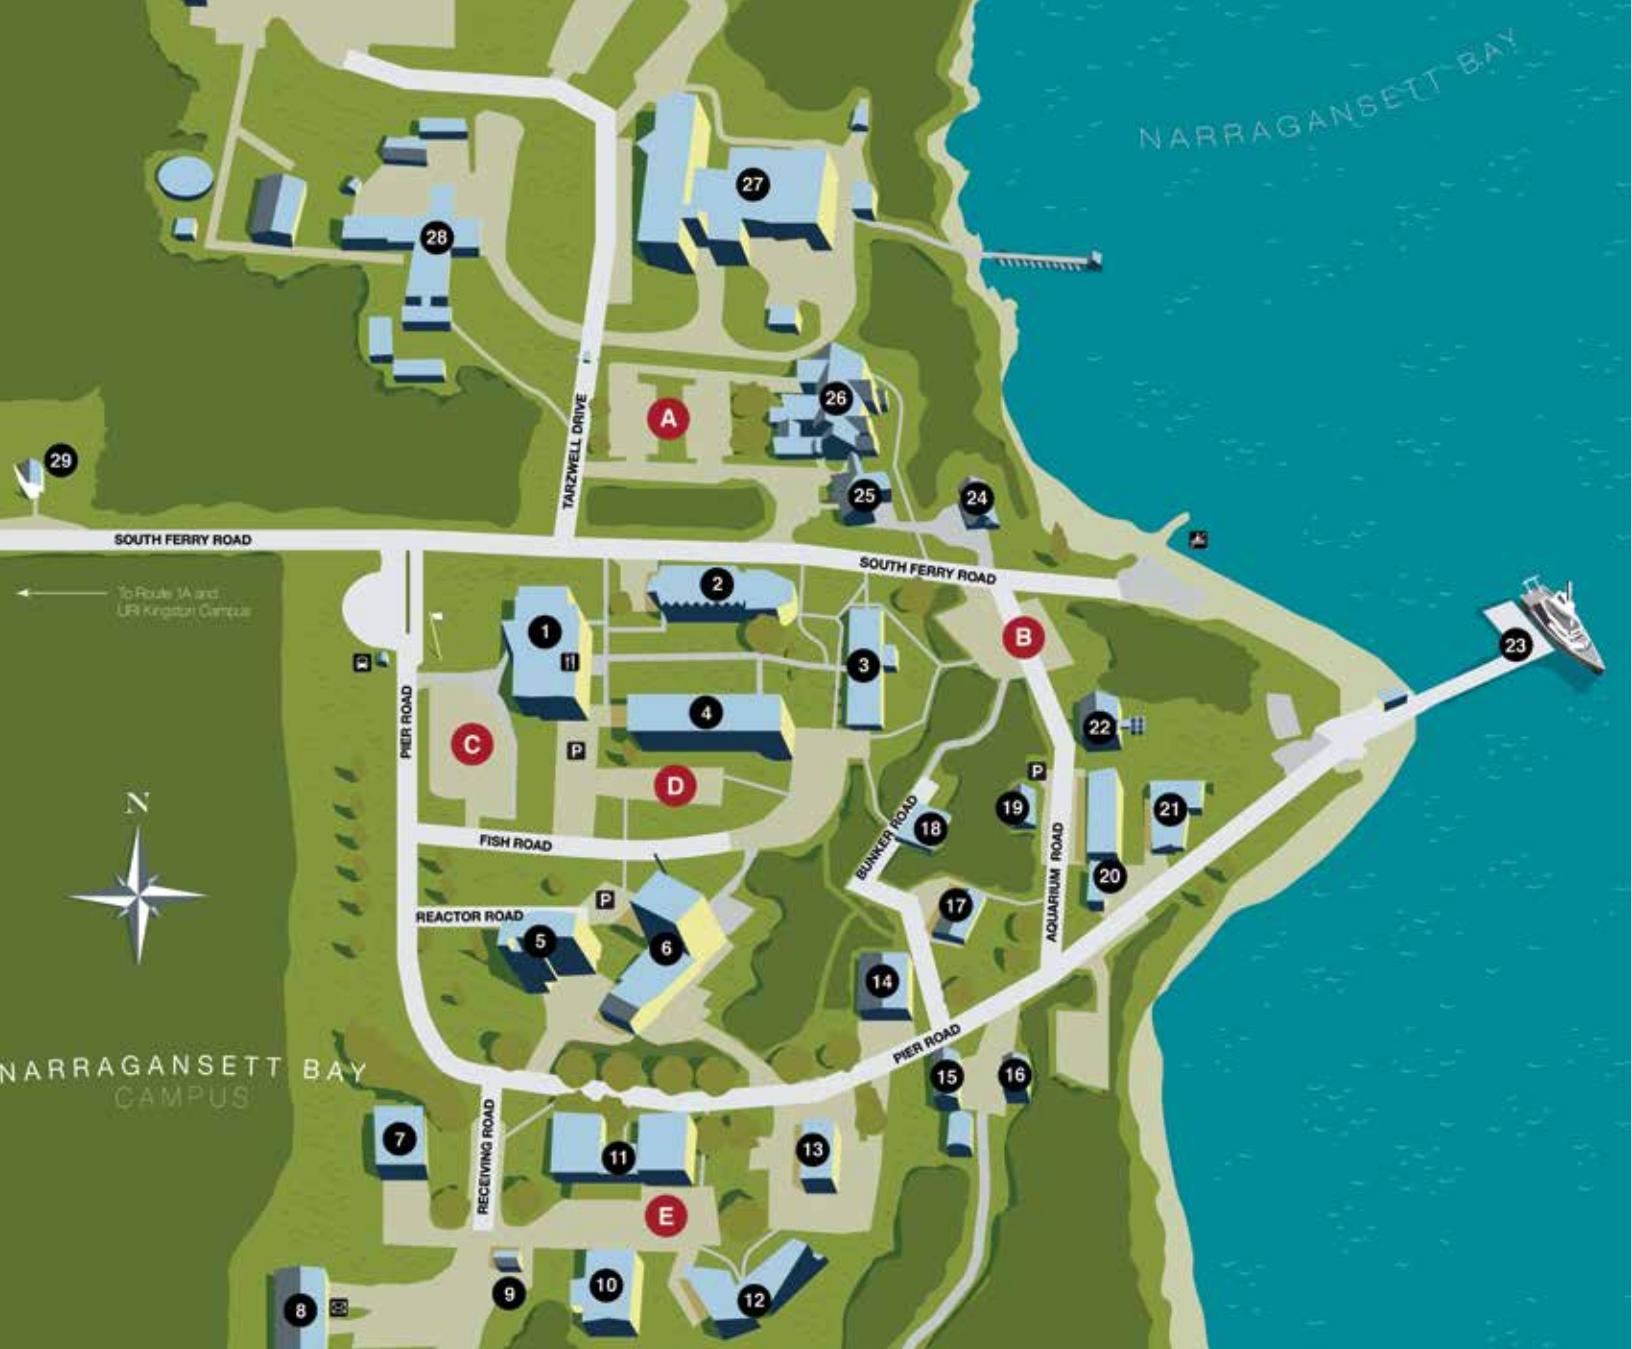 NARRAGANSETT BAY
27
28
26
A
29
25
24
TARZWELL DRIVE
SOUTH FERRY ROAD
SOUTH FERRY ROAD
To Route 1A and
URI Kingston Campus
2
1
B
3
23
PIER ROAD
4
22
C
P
D
P
19
21
18
BUNKER ROAD
FISH ROAD
AQUARIUM ROAD
20
N
P
17
REACTOR ROAD
5
6
14
PIER ROAD
NARRAGANSETT BAY
CAMPUS
15
16
RECEIVING ROAD
7
11
13
E
8
9
10
12